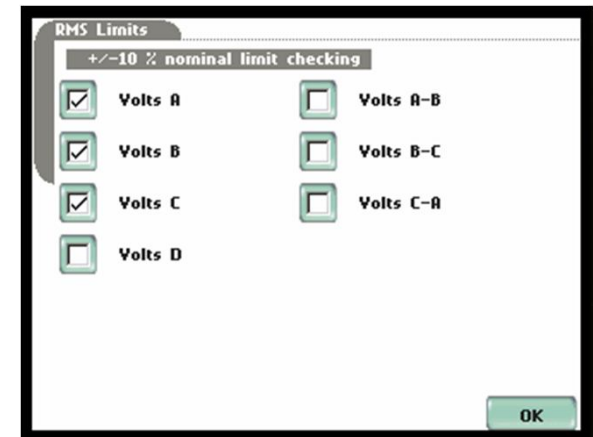 RMS Limits
+/-10 % nominal limit checking
Volts A
Volts A-B
Volts B
Volts B-C
Volts C
Volts C-A
Volts D
OK